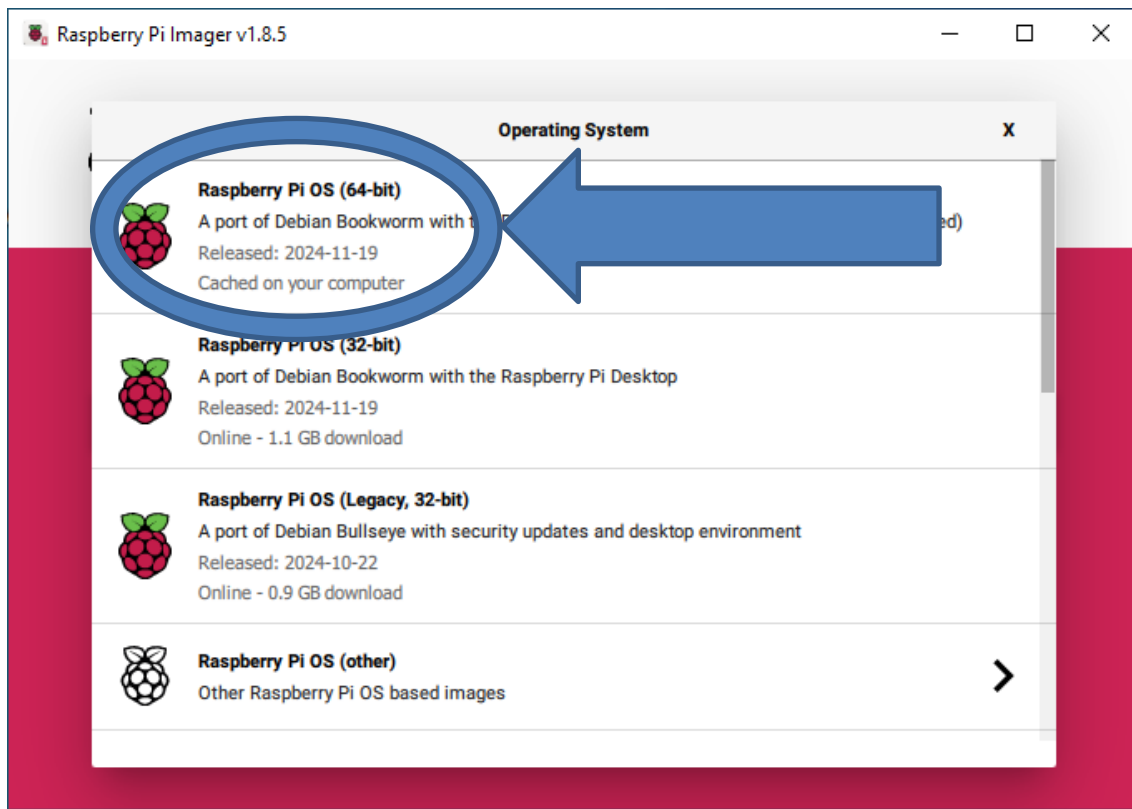 Raspberry Pi Imager v1.8.5
Operating System
X
Raspberry Pi OS (64-bit)
A port of Debian Bookworm with
Released: 2024-11-19
Cached on your computer
Raspberry Pi OS (32-bit)
A port of Debian Bookworm with the Raspberry Pi Desktop
Released: 2024-11-19
Online - 1.1 GB download
Raspberry Pi OS (Legacy, 32-bit)
A port of Debian Bullseye with security updates and desktop environment
Released: 2024-10-22
Online - 0.9 GB download
Raspberry Pi OS (other)
Other Raspberry Pi OS based images